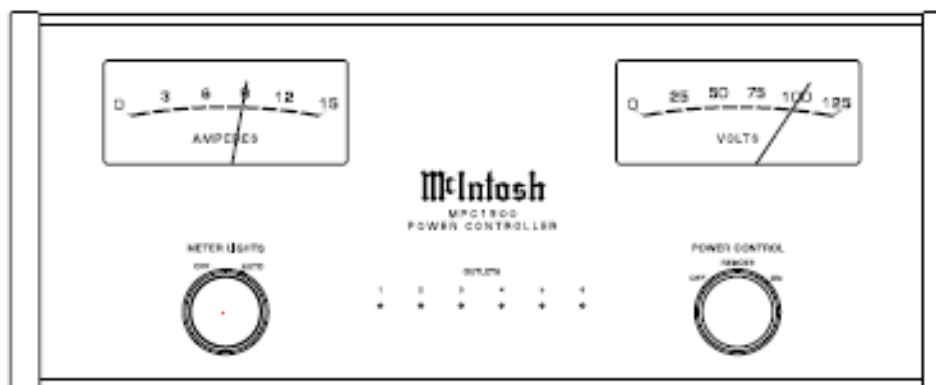 0 3 6 9 12 15
AMPERES
0 25 50 75 100 125
VOLTS
McIntosh
MPC1500
POWER CONTROLLER
METER LIGHTS
OFF AUTO
OUTLETS
1 2 3 4 5 6
POWER CONTROL
REMOTE
OFF ON